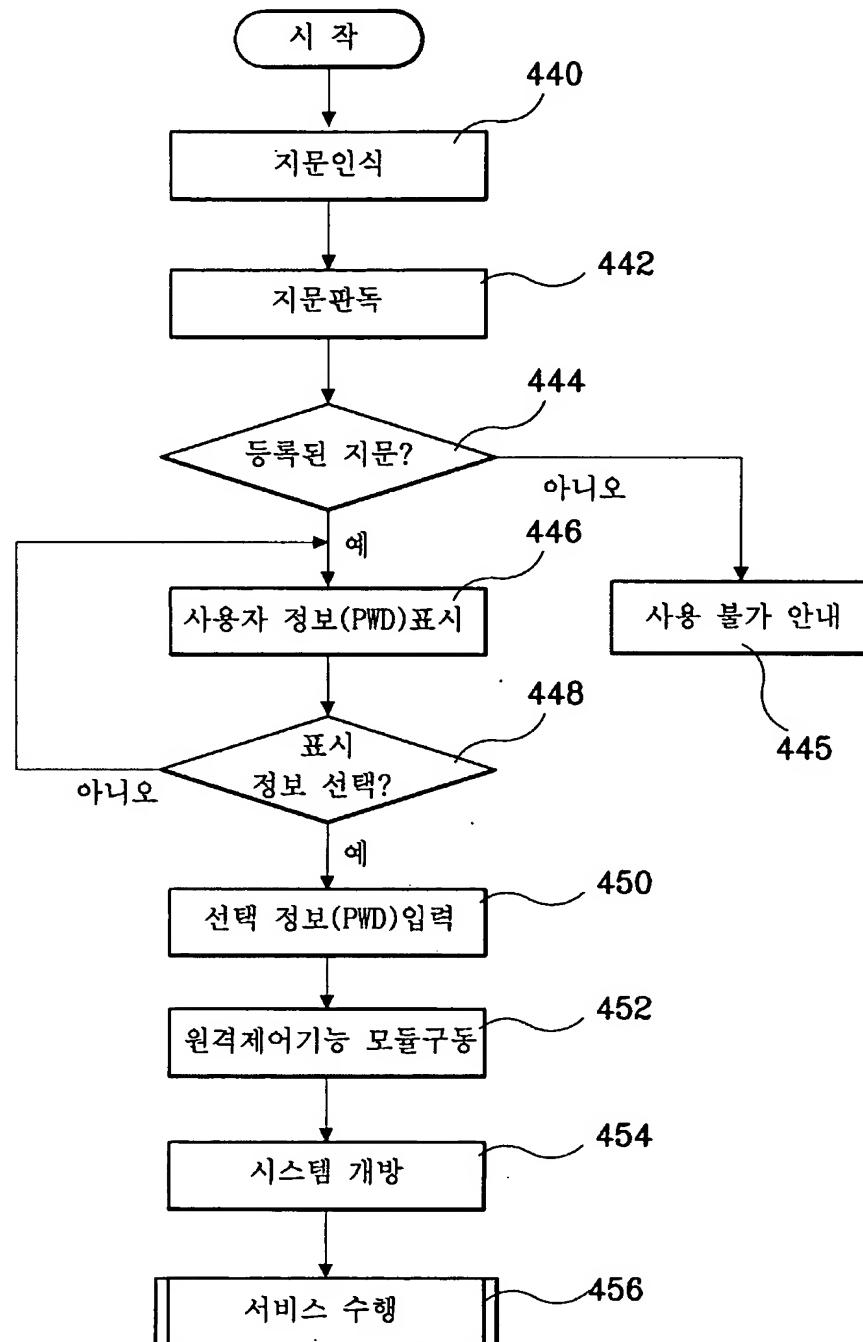 시 작
440
지문인식
442
지문판독
444
등록된 지문?
아니오
예
446
사용자 정보(PWD)표시
사용 불가 안내
445
448
표시
정보 선택?
아니오
예
450
선택 정보(PWD)입력
452
원격제어기능 모듈구동
454
시스템 개방
456
서비스 수행